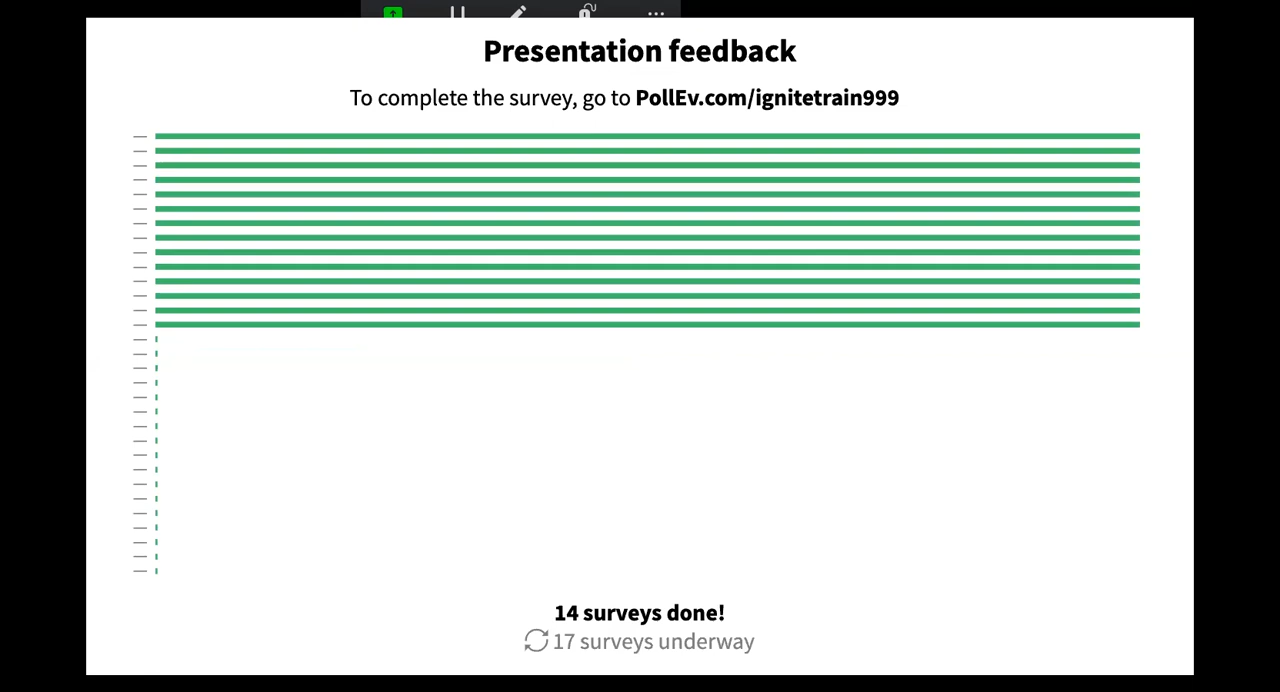 Presentation feedback
To complete the survey, go to PollEv.com/ignitetrain999
14 surveys done!
17 surveys underway